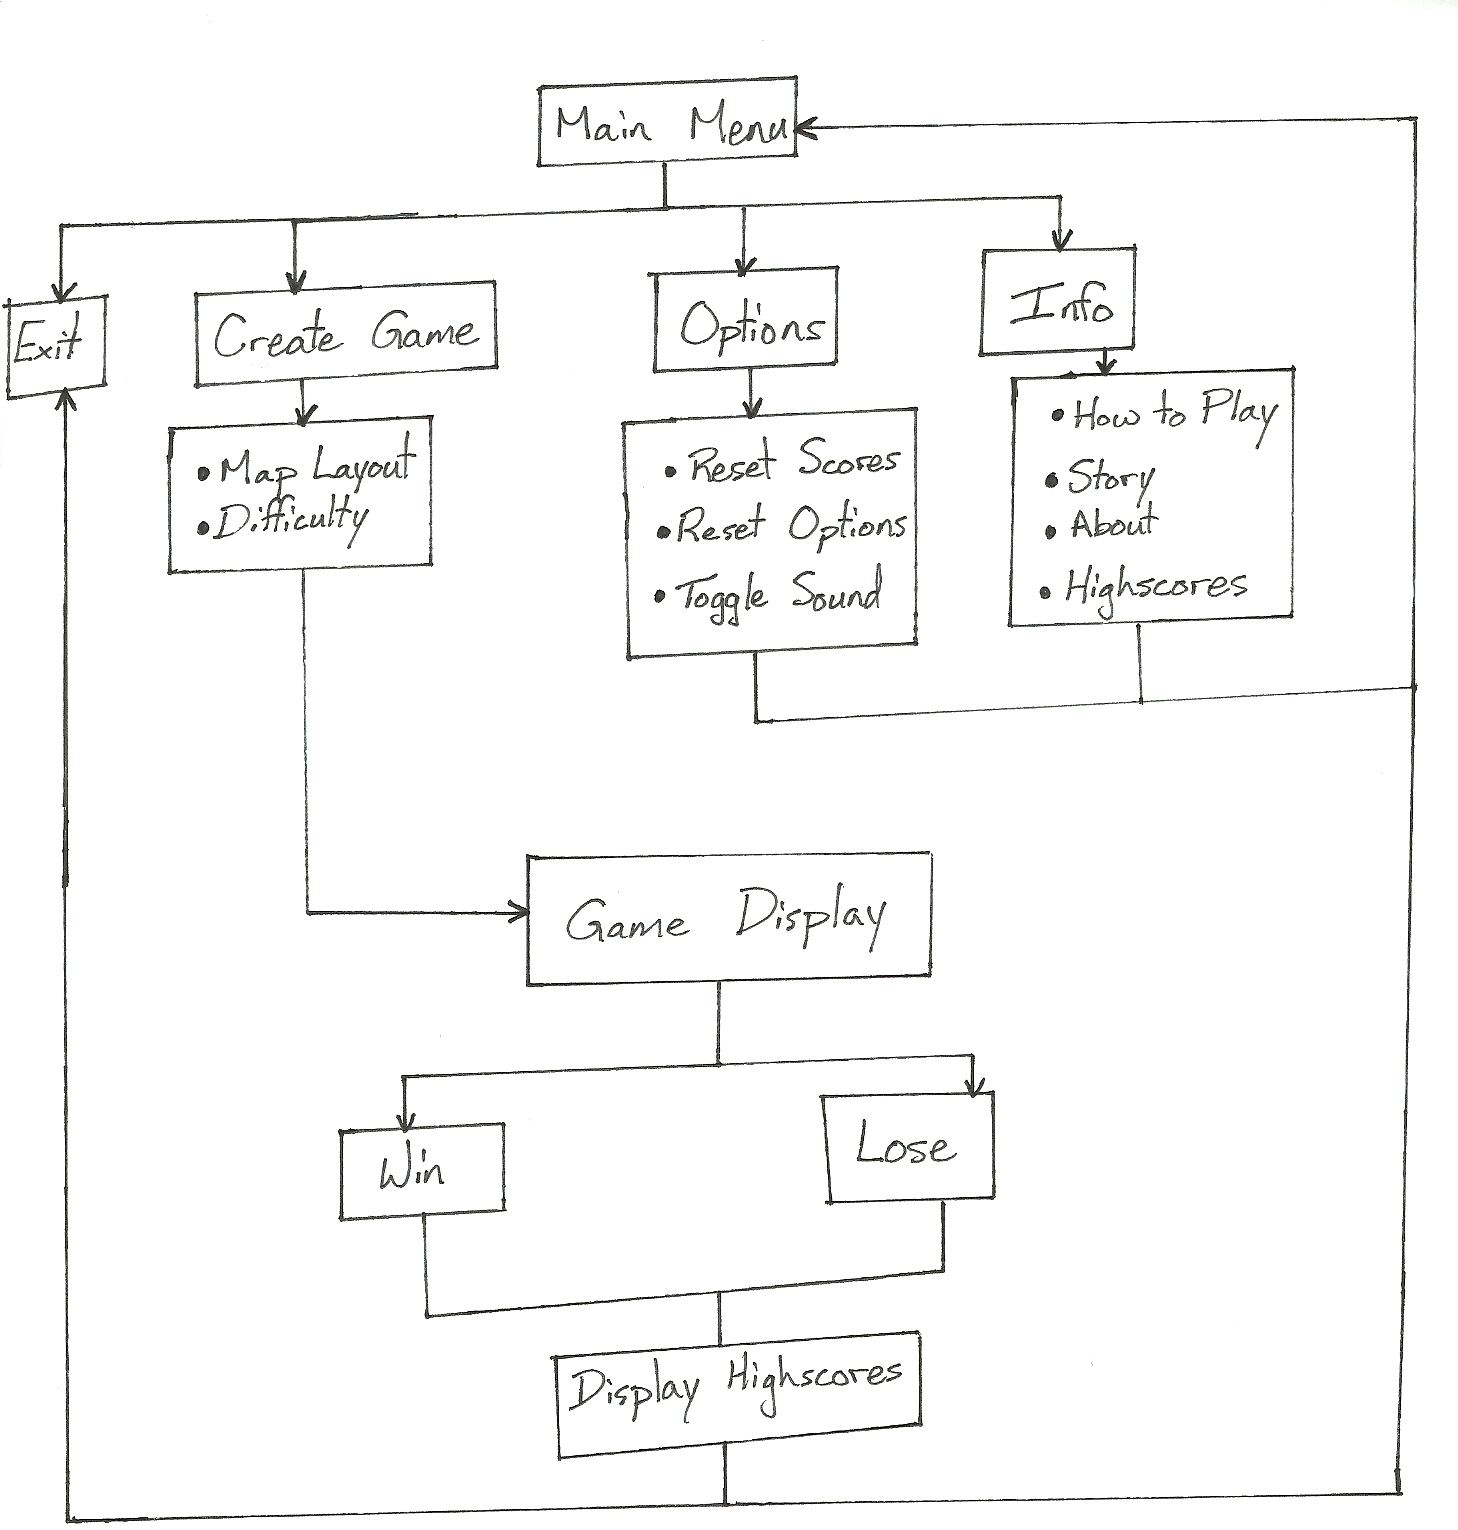 Main Menu
Exit
Create Game
Options
Info
• Map Layout
• Difficulty
• Reset Scores
• Reset Options
• Toggle Sound
• How to Play
• Story
• About
• Highscores
Game Display
Win
Lose
Display Highscores